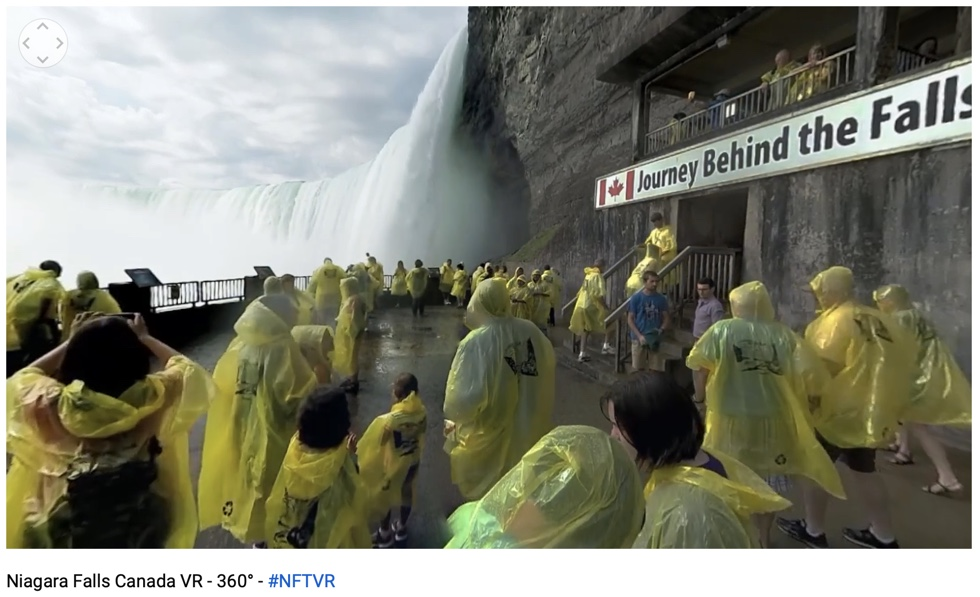 Journey Behind the Falls
Niagara Falls Canada VR - 360° - #NFTVR